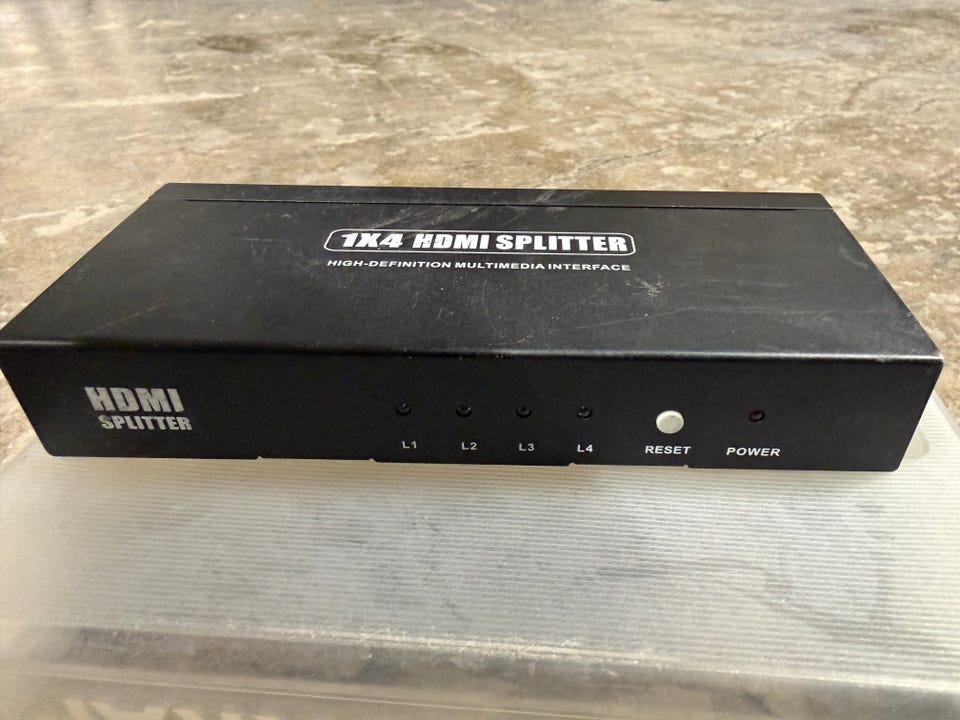 1X4 HDMI SPLITTER
HIGH-DEFINITION MULTIMEDIA INTERFACE
HDMI
SPLITTER
L1 L2 L3 L4 RESET POWER